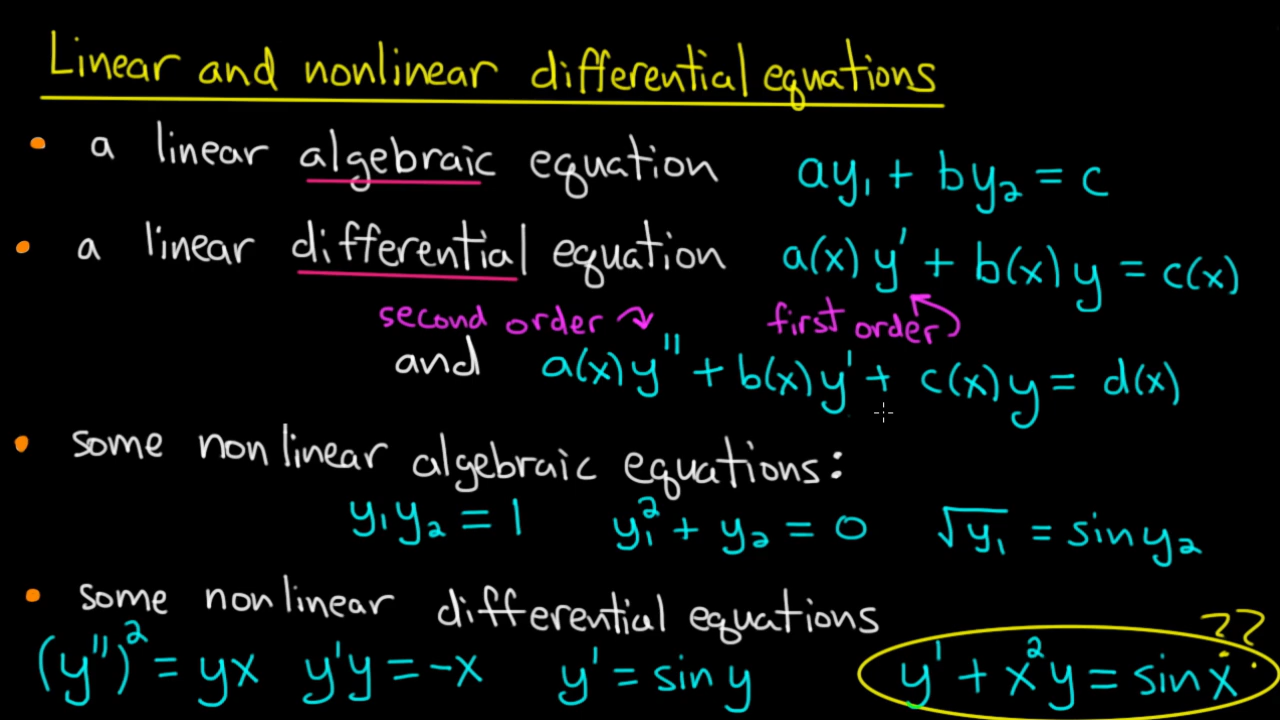 Linear and nonlinear differential equations
• a linear algebraic equation ay₁ + by₂ = c
• a linear differential equation a(x) y' + b(x) y = c(x)
second order first order
and a(x)y'' + b(x)y' + c(x)y = d(x)
• some nonlinear algebraic equations:
y₁y₂ = 1 y₁² + y₂ = 0 √y₁ = sin y₂
• some nonlinear differential equations
??
(y'')² = yx y'y = -x y' = sin y y' + x²y = sin x